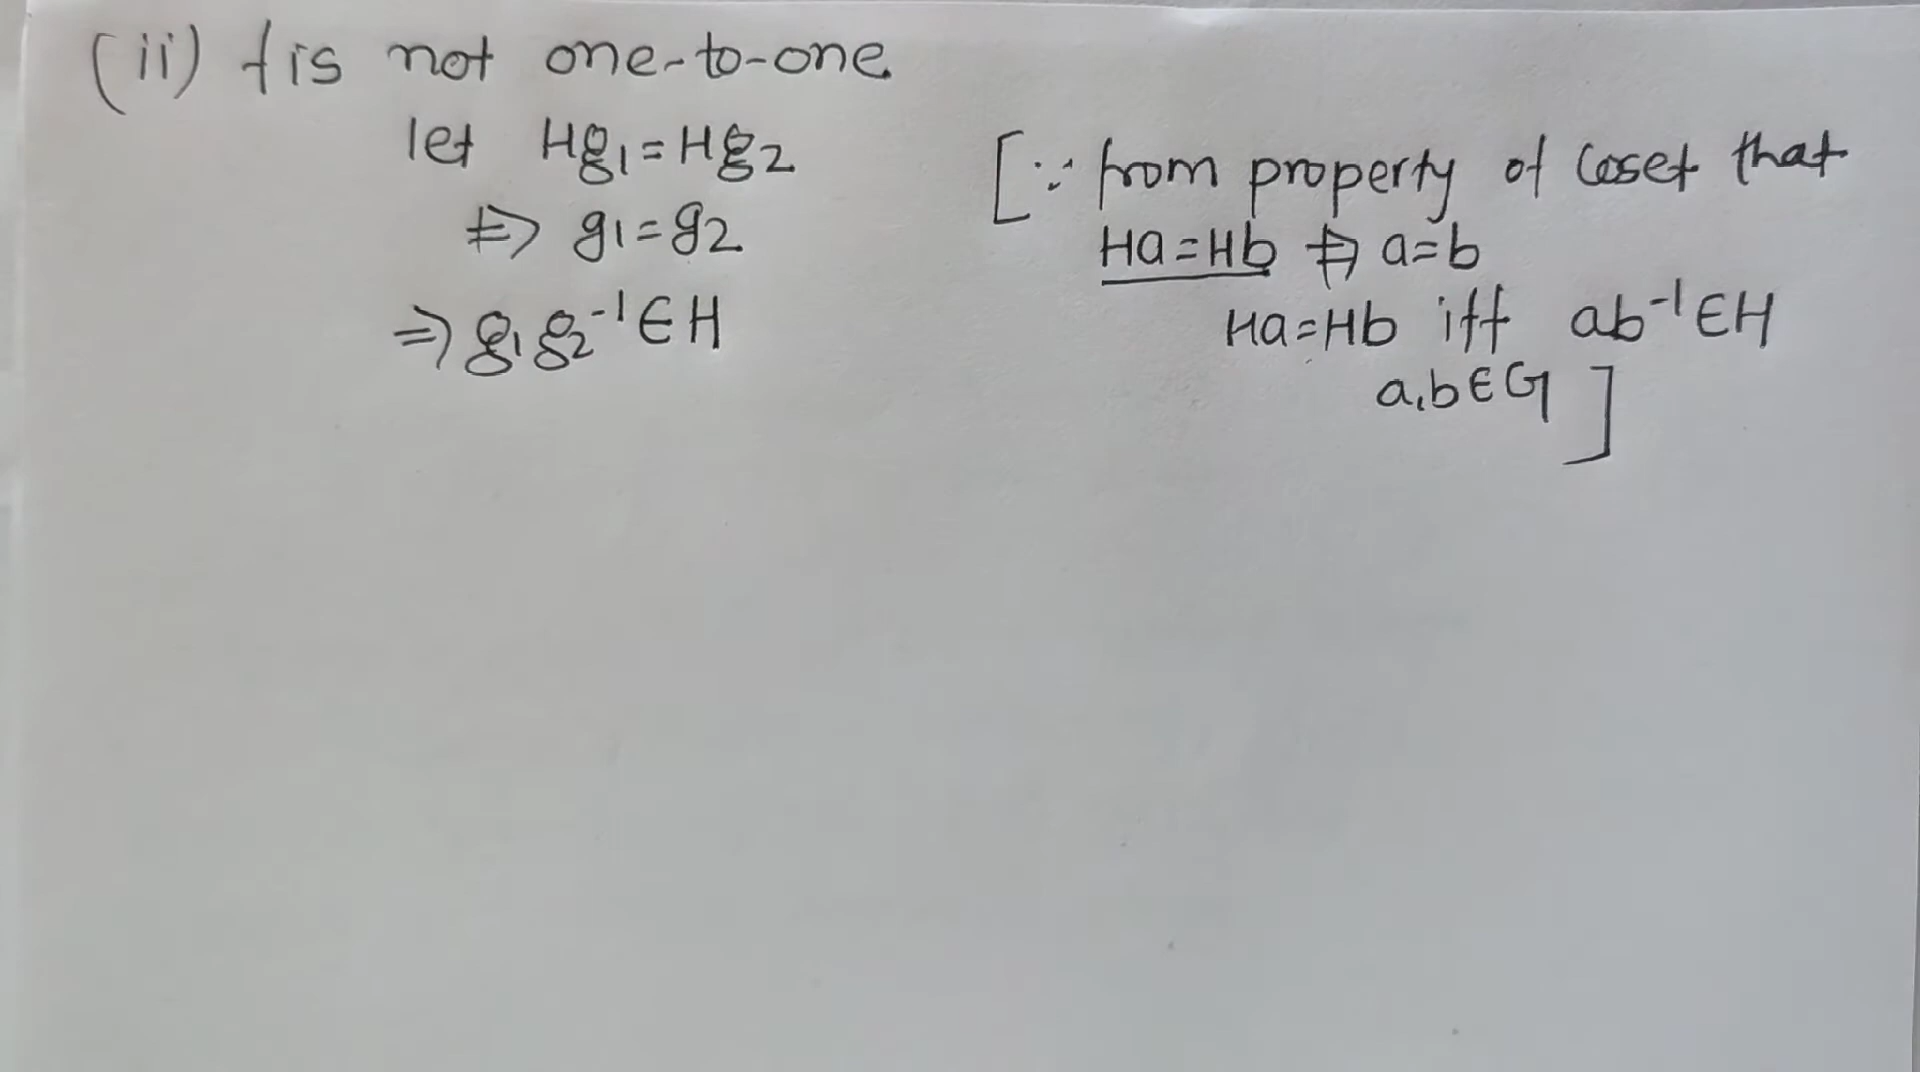 (ii) f is not one-to-one
let Hg₁ = Hg₂
⇏ g₁ = g₂
⇒ g₁g₂⁻¹ ∈ H
[∵ from property of coset that
Ha = Hb ⇏ a = b
Ha = Hb iff ab⁻¹ ∈ H
a, b ∈ G ]